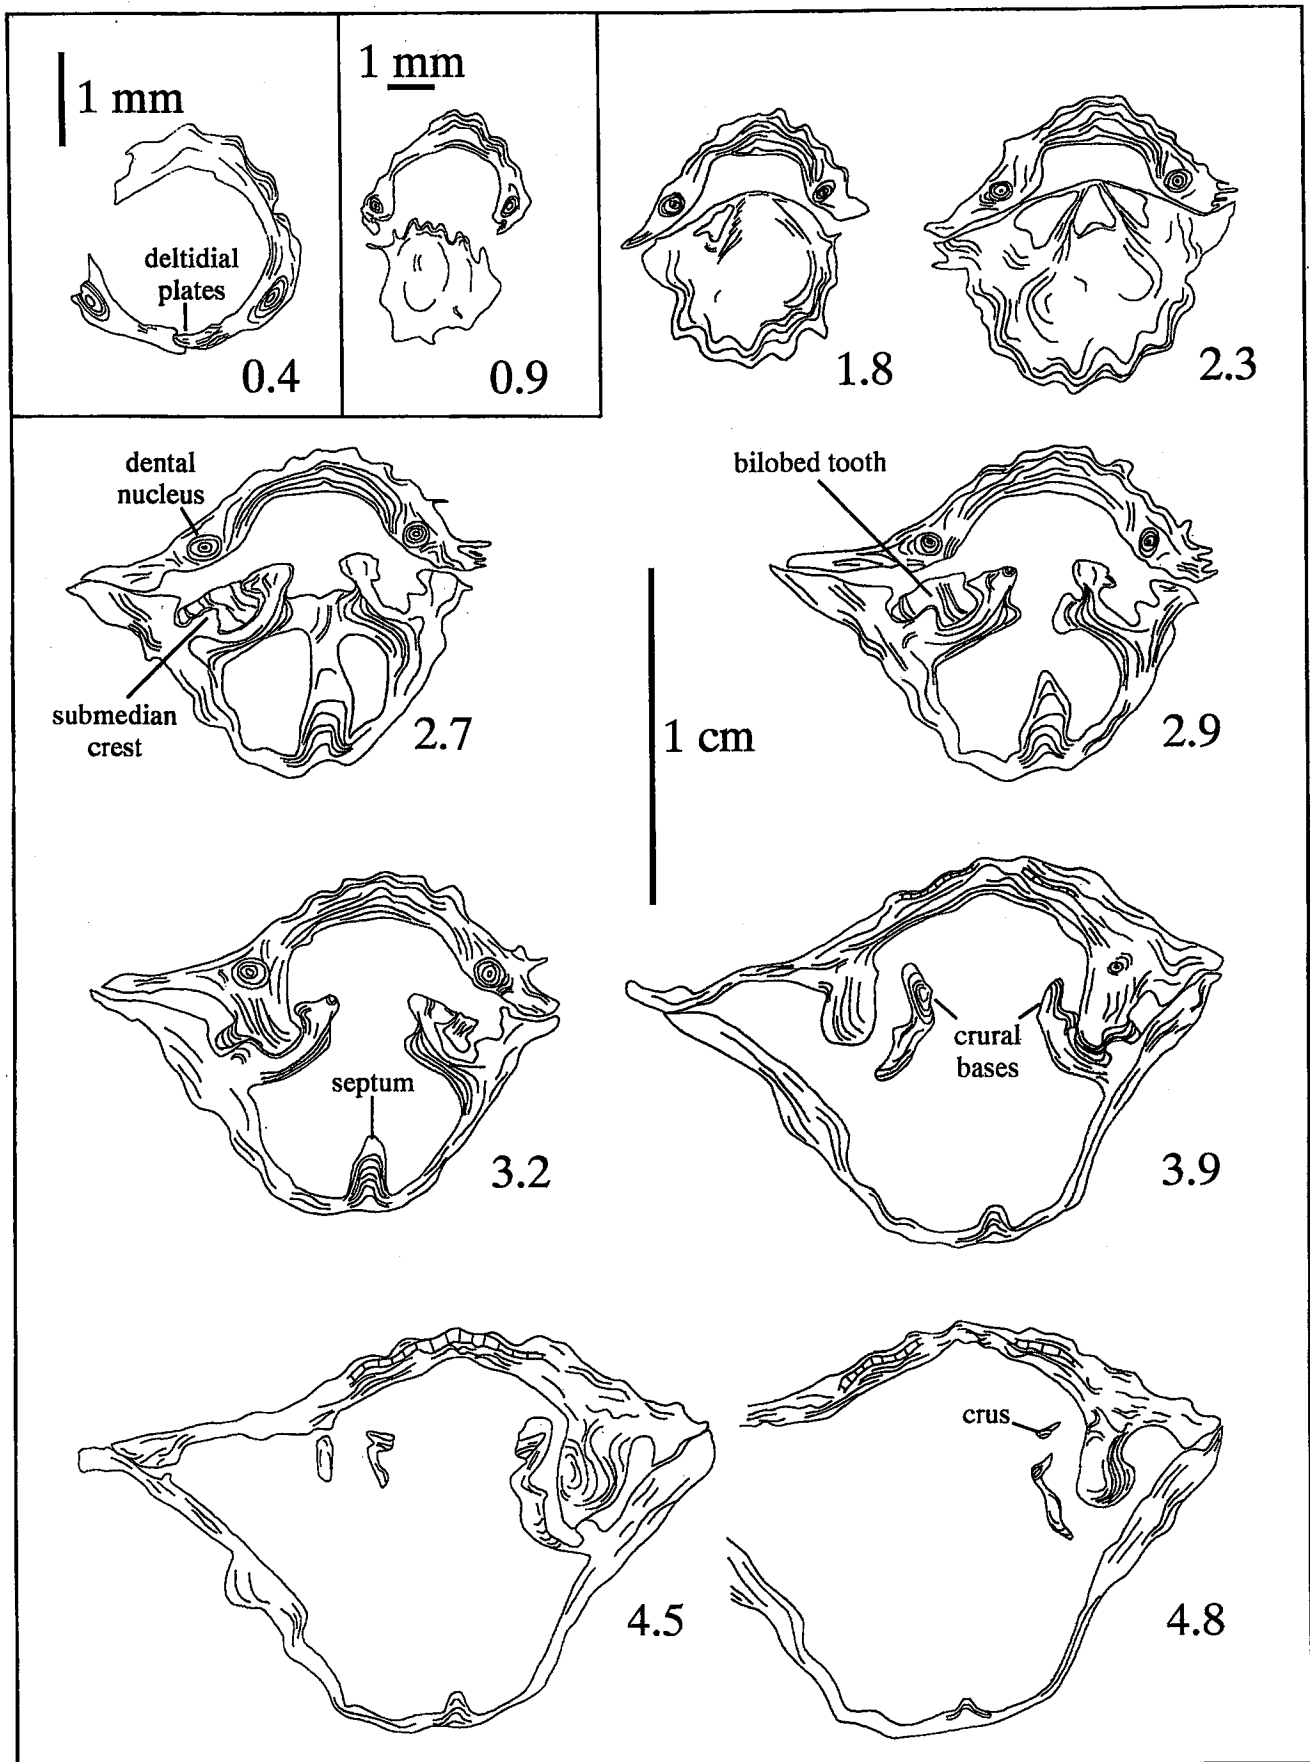 1 mm
deltidial
plates
0.4
1 mm
0.9
1.8
2.3
dental
nucleus
submedian
crest
2.7
bilobed tooth
2.9
1 cm
septum
3.2
crural
bases
3.9
4.5
crus
4.8